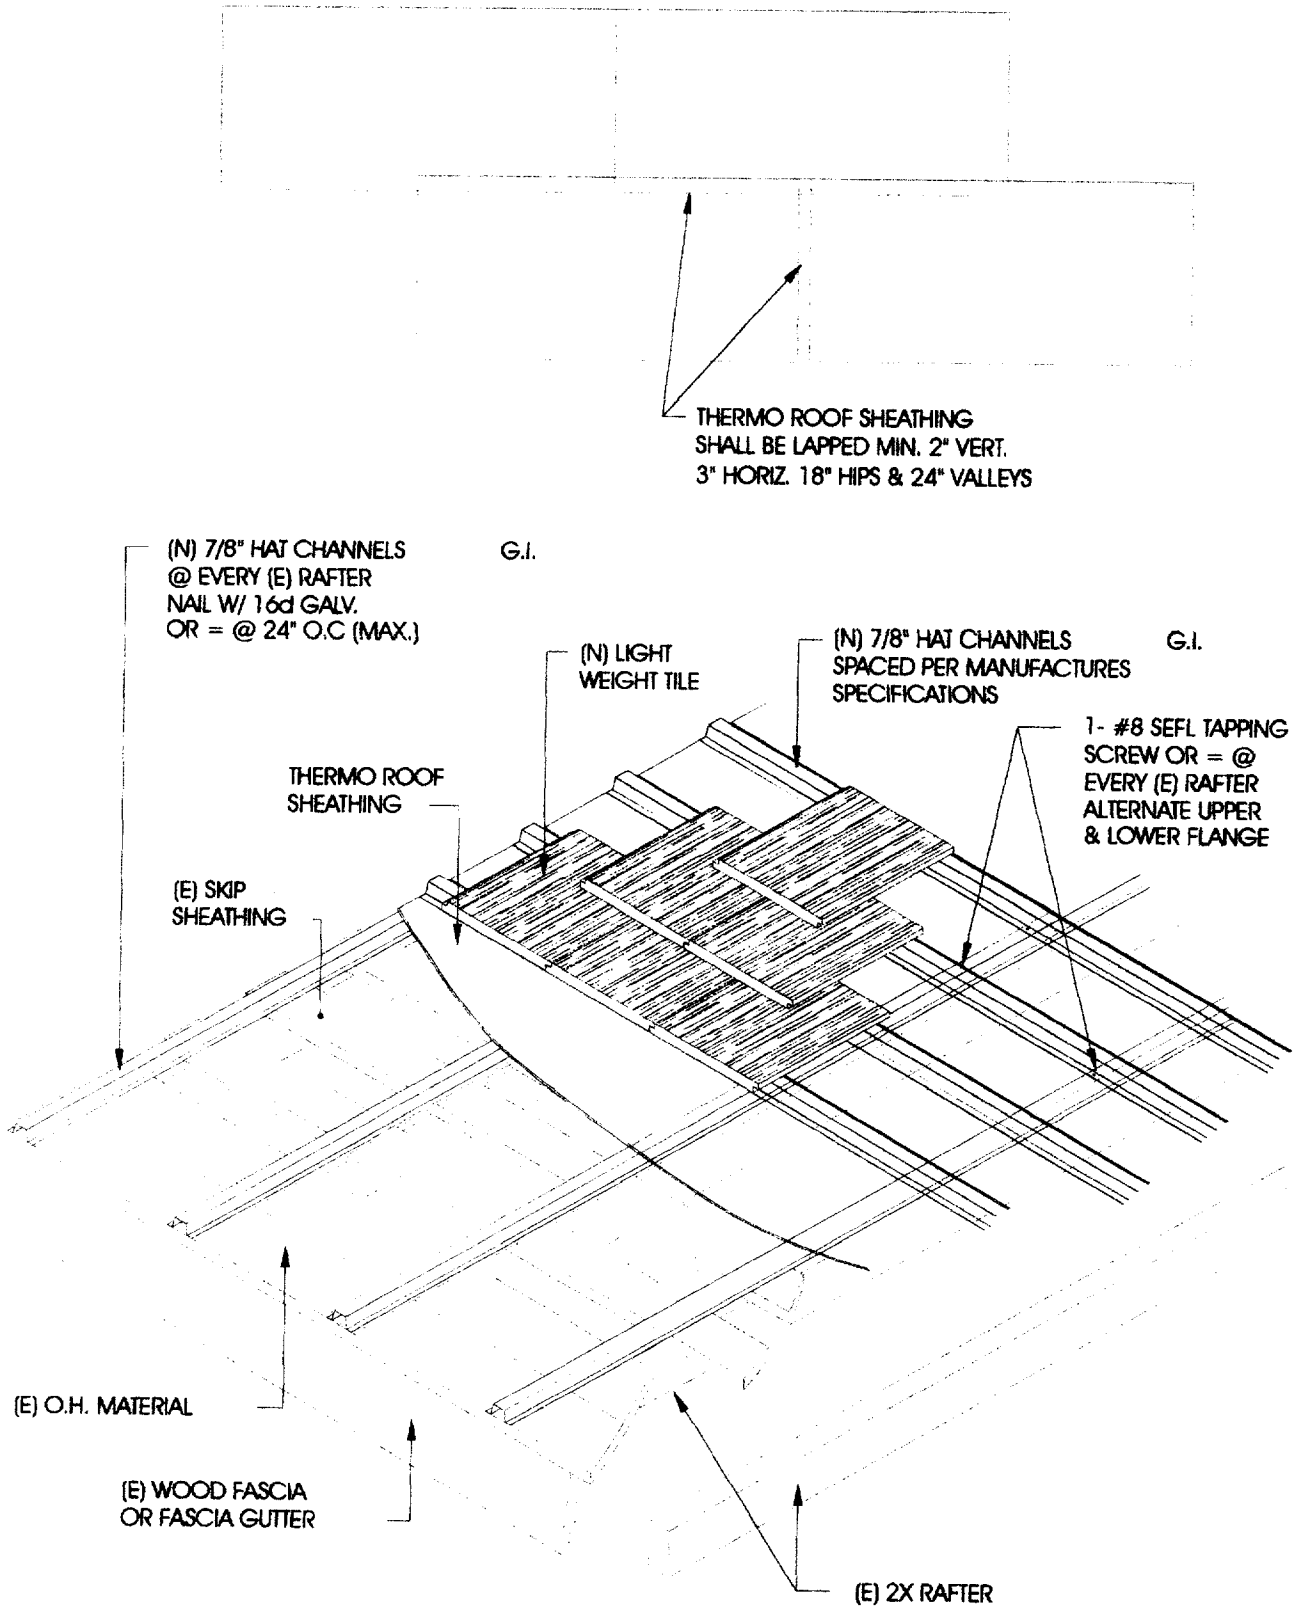 THERMO ROOF SHEATHING
SHALL BE LAPPED MIN. 2" VERT.
3" HORIZ. 18" HIPS & 24" VALLEYS
(N) 7/8" HAT CHANNELS G.I.
@ EVERY (E) RAFTER
NAIL W/ 16d GALV.
OR = @ 24" O.C (MAX.)
(N) LIGHT
WEIGHT TILE
(N) 7/8" HAT CHANNELS G.I.
SPACED PER MANUFACTURES
SPECIFICATIONS
1- #8 SEFL TAPPING
SCREW OR = @
EVERY (E) RAFTER
ALTERNATE UPPER
& LOWER FLANGE
THERMO ROOF
SHEATHING
(E) SKIP
SHEATHING
(E) O.H. MATERIAL
(E) WOOD FASCIA
OR FASCIA GUTTER
(E) 2X RAFTER